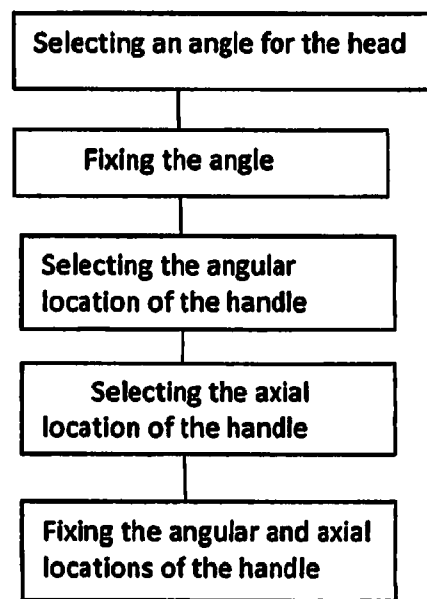 Selecting an angle for the head
Fixing the angle
Selecting the angular
location of the handle
Selecting the axial
location of the handle
Fixing the angular and axial
locations of the handle